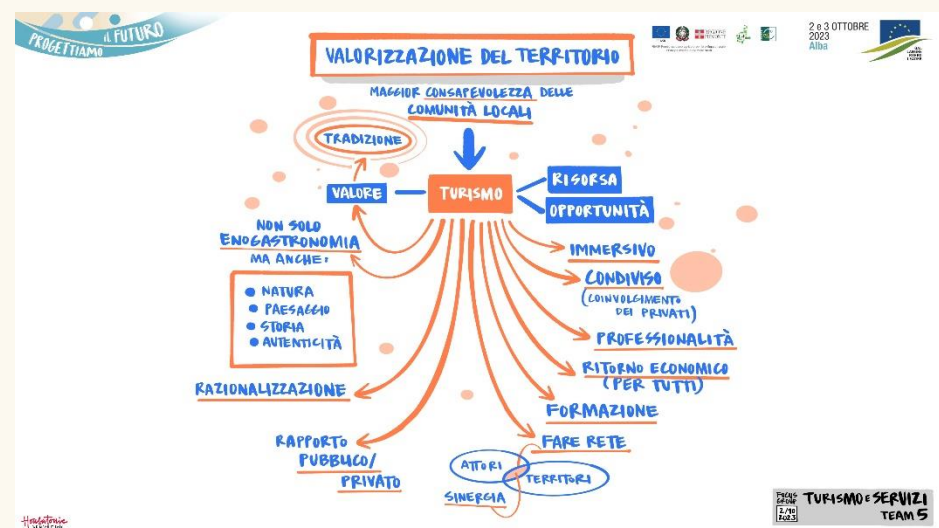 PROGETTIAMO IL FUTURO
2 e 3 OTTOBRE
2023
Alba
VALORIZZAZIONE DEL TERRITORIO
MAGGIOR CONSAPEVOLEZZA DELLE
COMUNITÀ LOCALI
TRADIZIONE
VALORE
TURISMO
RISORSA
OPPORTUNITÀ
NON SOLO
ENOGASTRONOMIA
MA ANCHE:
• NATURA
• PAESAGGIO
• STORIA
• AUTENTICITÀ
IMMERSIVO
CONDIVISO
(COINVOLGIMENTO
DEI PRIVATI)
PROFESSIONALITÀ
RITORNO ECONOMICO
(PER TUTTI)
RAZIONALIZZAZIONE
FORMAZIONE
RAPPORTO
PUBBLICO/
PRIVATO
FARE RETE
ATTORI
TERRITORI
SINERGIA
FOCUS
GROUP
2/10
2023
TURISMO E SERVIZI
TEAM 5